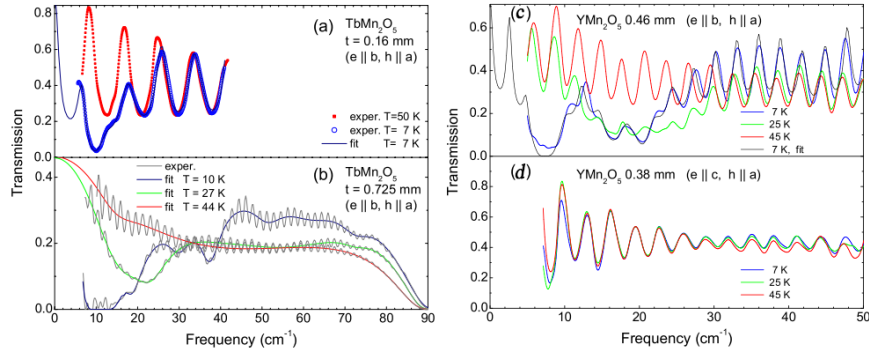 (a)
TbMn2O5
t = 0.16 mm
(e || b, h || a)
exper. T=50 K
exper. T= 7 K
fit T= 7 K
0.8
0.6
0.4
0.2
0.0
Transmission
exper.
fit T = 10 K
fit T = 27 K
fit T = 44 K
(b)
TbMn2O5
t = 0.725 mm
(e || b, h || a)
0.4
0.2
0.0
0 10 20 30 40 50 60 70 80 90
Frequency (cm-1)
(c)
YMn2O5 0.46 mm (e || b, h || a)
7 K
25 K
45 K
7 K, fit
0.8
0.6
0.4
0.2
Transmission
(d)
YMn2O5 0.38 mm (e || c, h || a)
7 K
25 K
45 K
0.8
0.6
0.4
0.2
0.0
0 10 20 30 40 50
Frequency (cm-1)